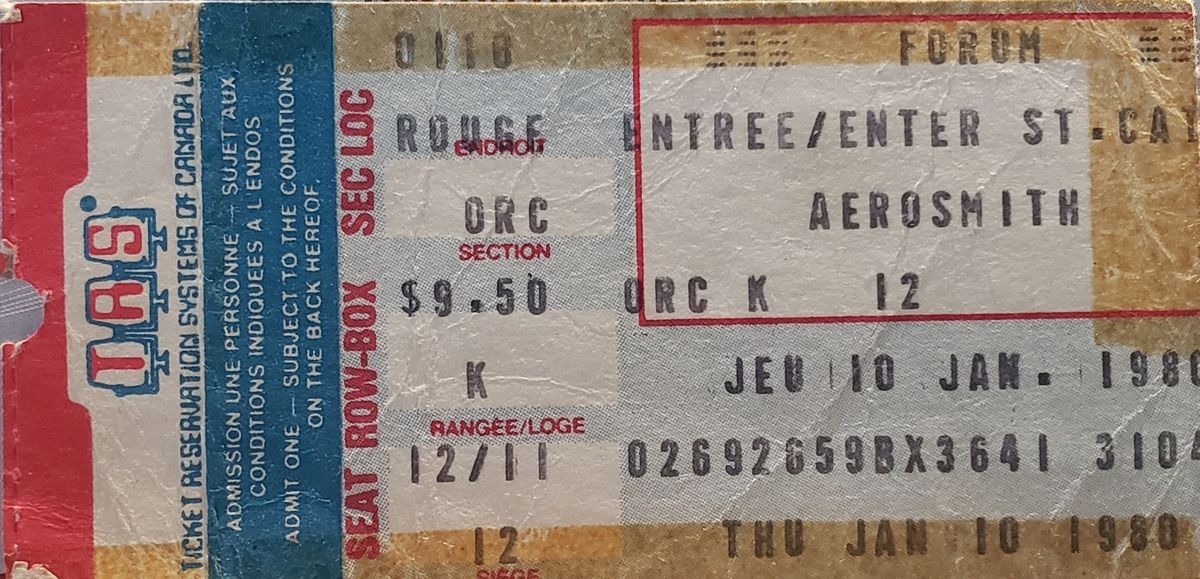 TRS
TICKET RESERVATION SYSTEMS OF CANADA LTD.
ADMISSION UNE PERSONNE — SUJET AUX
CONDITIONS INDIQUEES A L'ENDOS
ADMIT ONE — SUBJECT TO THE CONDITIONS
ON THE BACK HEREOF.
SEAT ROW-BOX SEC LOC
0110
ROUGE
ENDROIT
ORC
SECTION
$9.50
K
RANGÉE/LOGE
12/11
12
SIEGE
FORUM
ENTREE/ENTER ST.CAT
AEROSMITH
ORC K 12
JEU 10 JAN. 1980
02692659BX3641 3104
THU JAN 10 1980